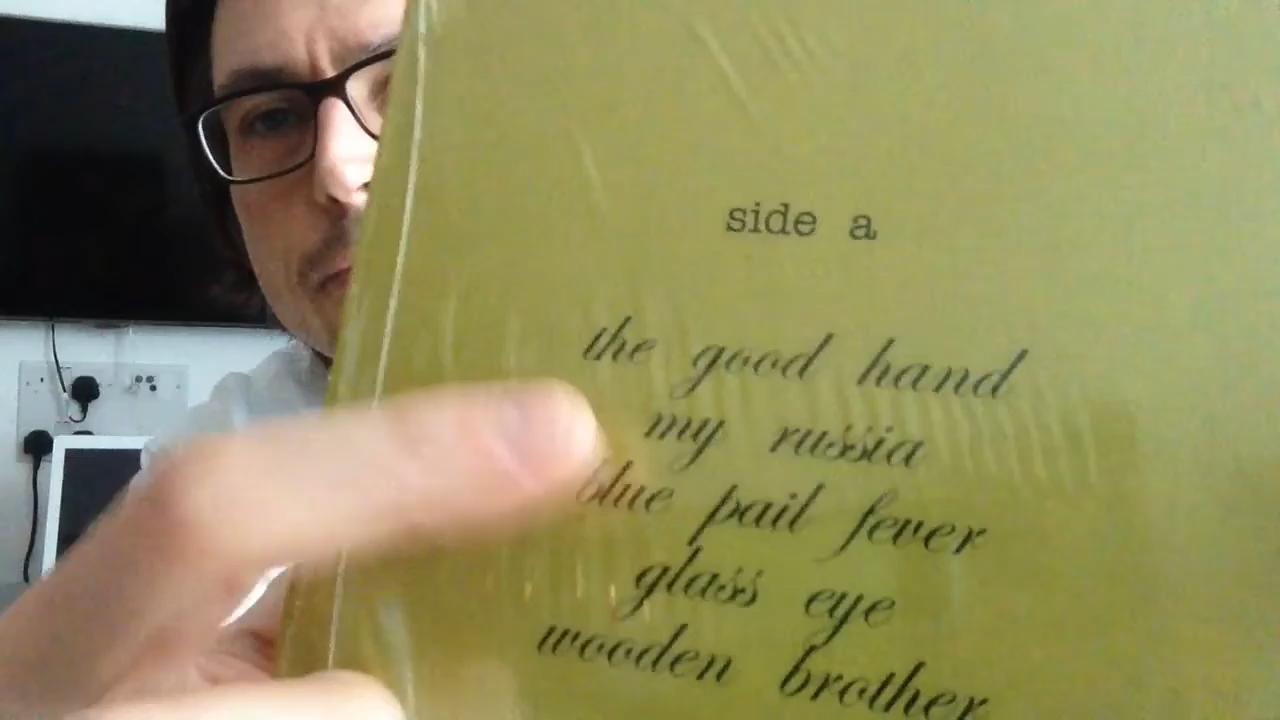 side a
the good hand
my russia
blue pail fever
glass eye
wooden brother